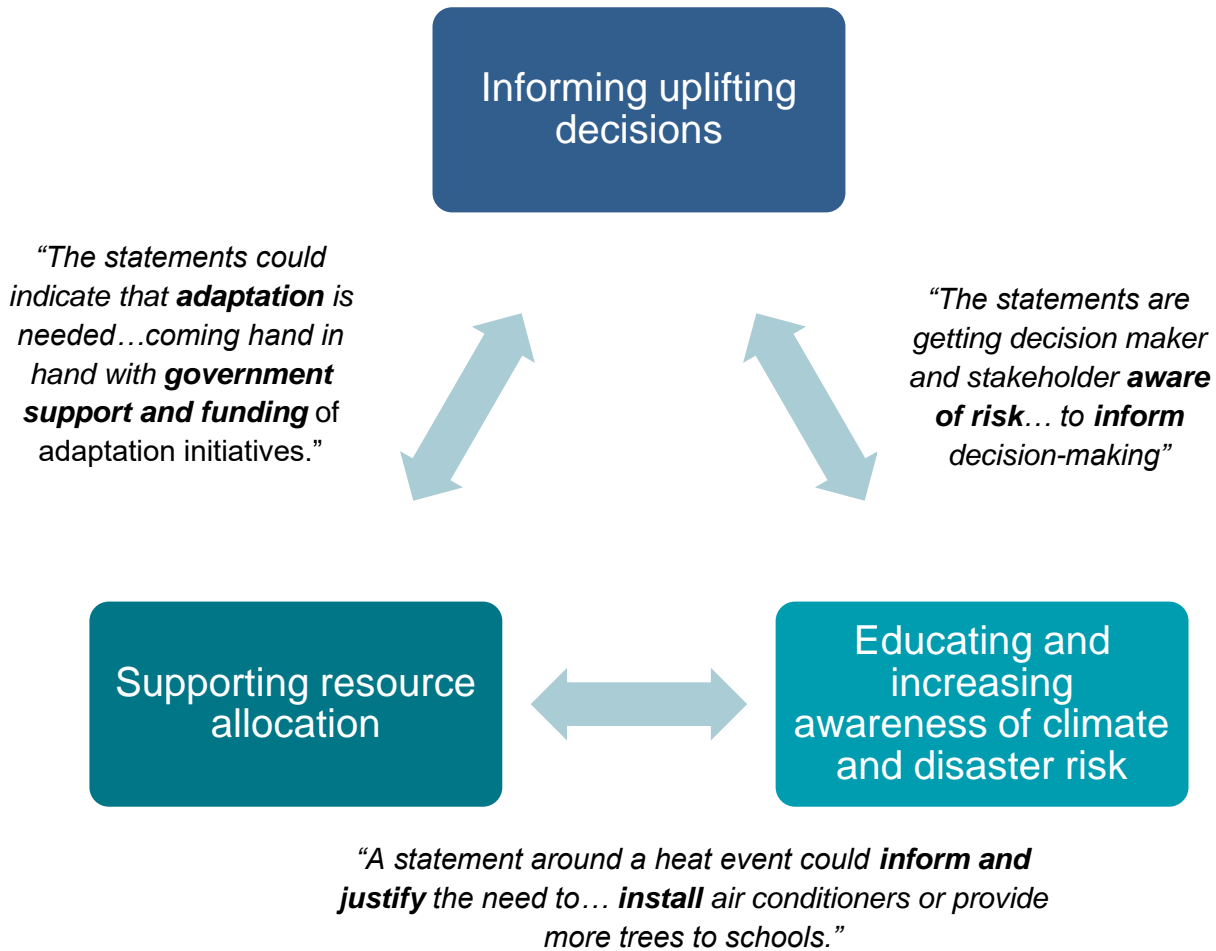 Informing uplifting
decisions
“The statements could
indicate that adaptation is
needed…coming hand in
hand with government
support and funding of
adaptation initiatives.”
“The statements are
getting decision maker
and stakeholder aware
of risk… to inform
decision-making”
Supporting resource
allocation
Educating and
increasing
awareness of climate
and disaster risk
“A statement around a heat event could inform and
justify the need to… install air conditioners or provide
more trees to schools.”